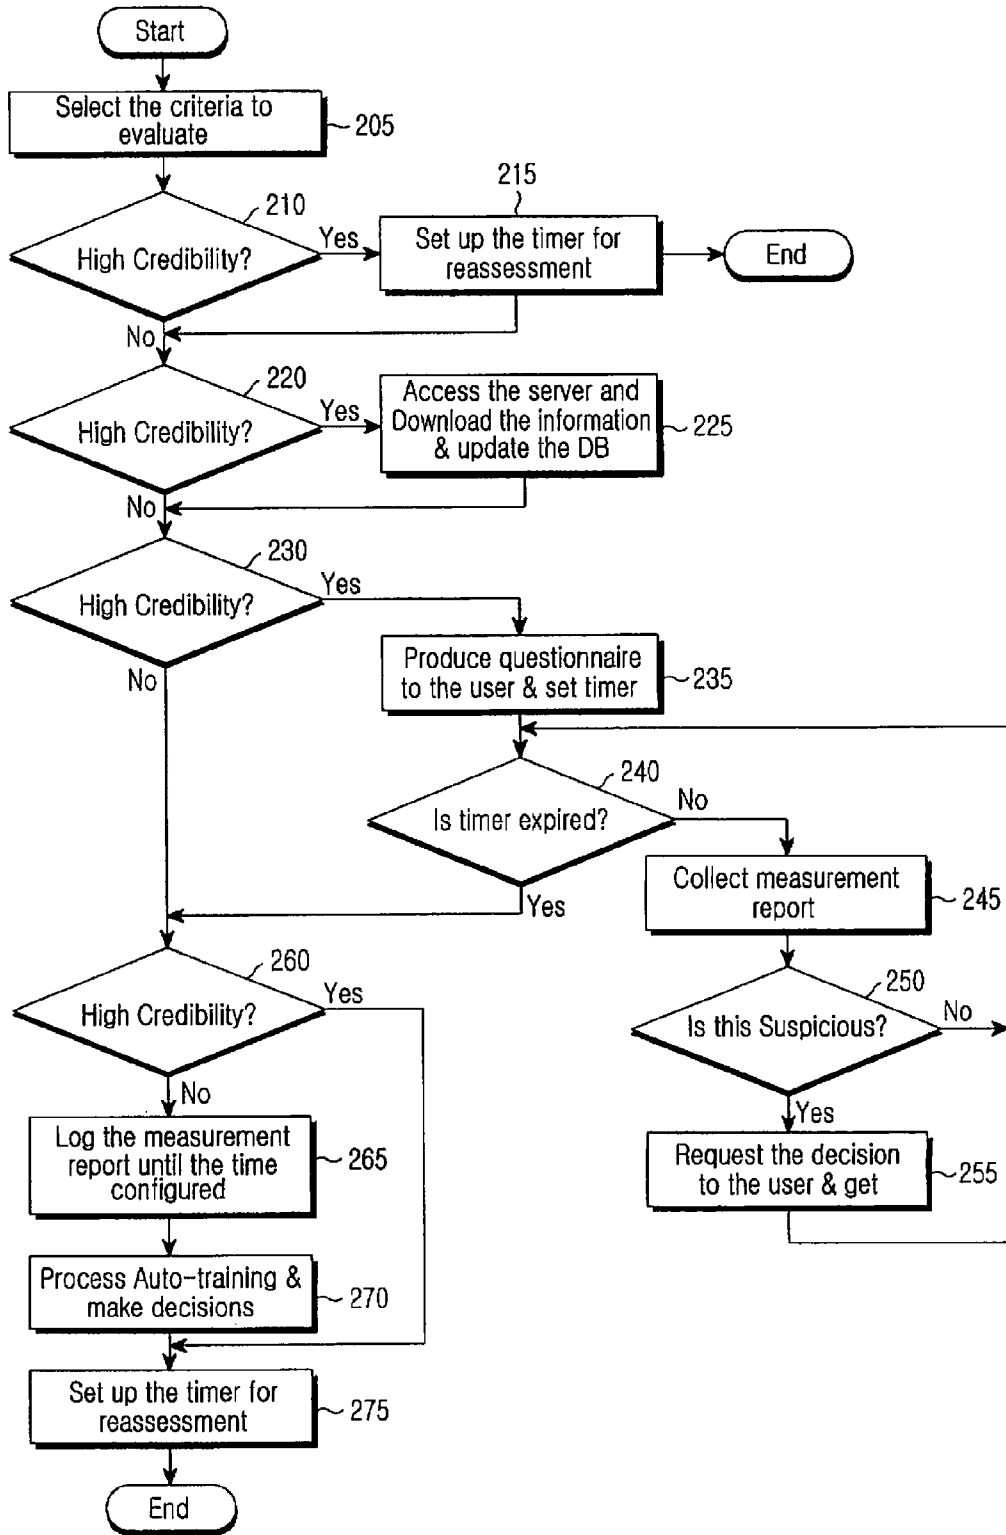 Start
Select the criteria to
evaluate
205
210
High Credibility?
Yes
215
Set up the timer for
reassessment
End
No
220
High Credibility?
Yes
Access the server and
Download the information
& update the DB
225
No
230
High Credibility?
Yes
No
Produce questionnaire
to the user & set timer
235
240
Is timer expired?
No
Yes
Collect measurement
report
245
250
Is this Suspicious?
No
Yes
Request the decision
to the user & get
255
260
High Credibility?
Yes
No
Log the measurement
report until the time
configured
265
Process Auto-training &
make decisions
270
Set up the timer for
reassessment
275
End